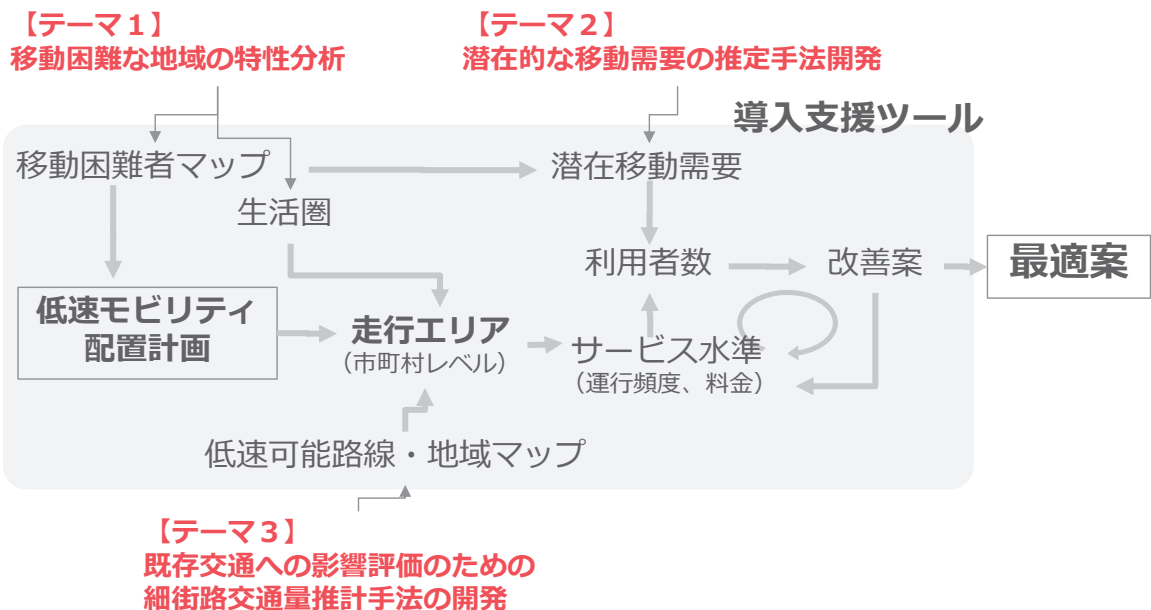 【テーマ１】
移動困難な地域の特性分析
【テーマ２】
潜在的な移動需要の推定手法開発
導入支援ツール
移動困難者マップ
潜在移動需要
生活圏
利用者数
改善案
最適案
低速モビリティ
配置計画
走行エリア
（市町村レベル）
サービス水準
（運行頻度、料金）
低速可能路線・地域マップ
【テーマ３】
既存交通への影響評価のための
細街路交通量推計手法の開発